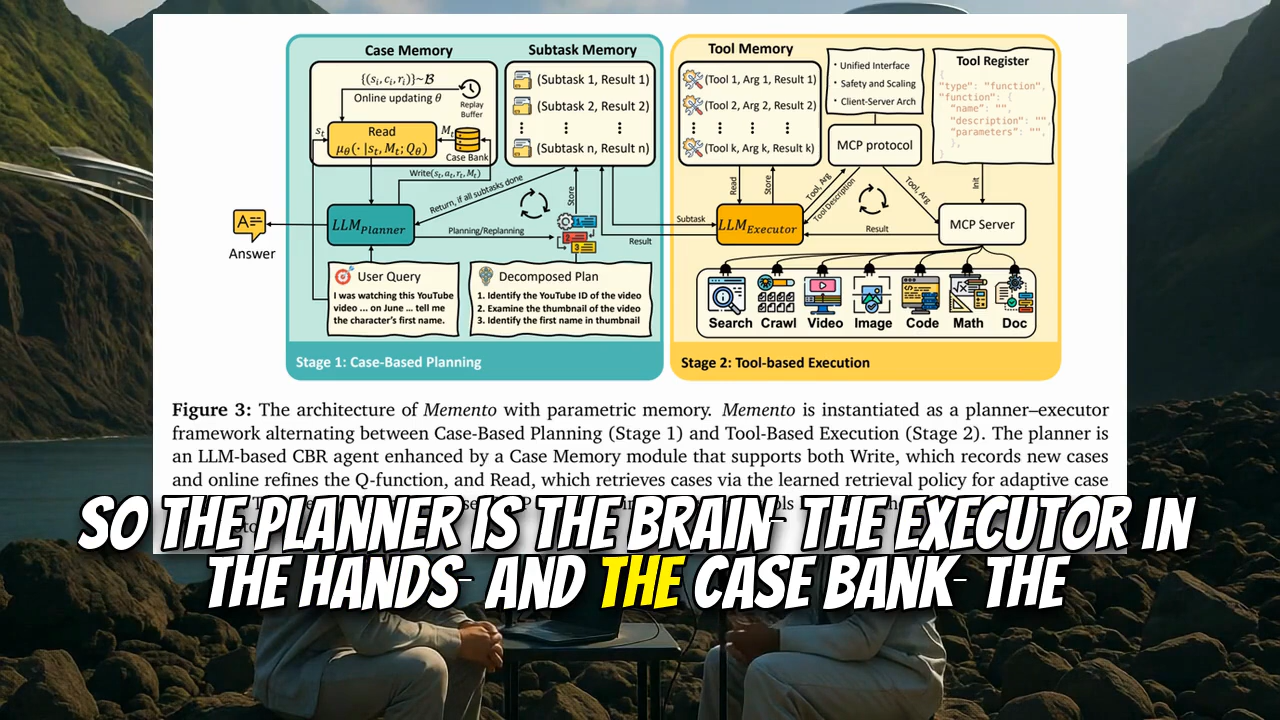 Case Memory
Subtask Memory
Tool Memory
Tool Register
{(s_i, c_i, r_i)}~B
Online updating θ
Replay
Buffer
s_t
Read
μ_θ(· |s_t, M_t; Q_θ)
M_t
Case Bank
Write(s_t, a_t, r_t, M_t)
(Subtask 1, Result 1)
(Subtask 2, Result 2)
(Subtask n, Result n)
(Tool 1, Arg 1, Result 1)
(Tool 2, Arg 2, Result 2)
(Tool k, Arg k, Result k)
• Unified Interface
• Safety and Scaling
• Client-Server Arch
{
"type": "function",
"function": {
"name": "",
"description": "",
"parameters": "",
},
}
MCP protocol
Return, if all subtasks done
Store
Read
Store
Tool, Arg
Tool Description
Tool, Arg
Init
Answer
LLM_Planner
Planning/Replanning
1
2
3
Subtask
Result
LLM_Executor
Result
MCP Server
User Query
I was watching this YouTube
video ... on June ... tell me
the character's first name.
Decomposed Plan
1. Identify the YouTube ID of the video
2. Examine the thumbnail of the video
3. Identify the first name in thumbnail
Search Crawl Video Image Code Math Doc
Stage 1: Case-Based Planning
Stage 2: Tool-based Execution
Figure 3: The architecture of Memento with parametric memory. Memento is instantiated as a planner–executor
framework alternating between Case-Based Planning (Stage 1) and Tool-Based Execution (Stage 2). The planner is
an LLM-based CBR agent enhanced by a Case Memory module that supports both Write, which records new cases
and online refines the Q-function, and Read, which retrieves cases via the learned retrieval policy for adaptive case
SO THE PLANNER IS THE BRAIN- THE EXECUTOR IN
THE HANDS- AND THE CASE BANK- THE